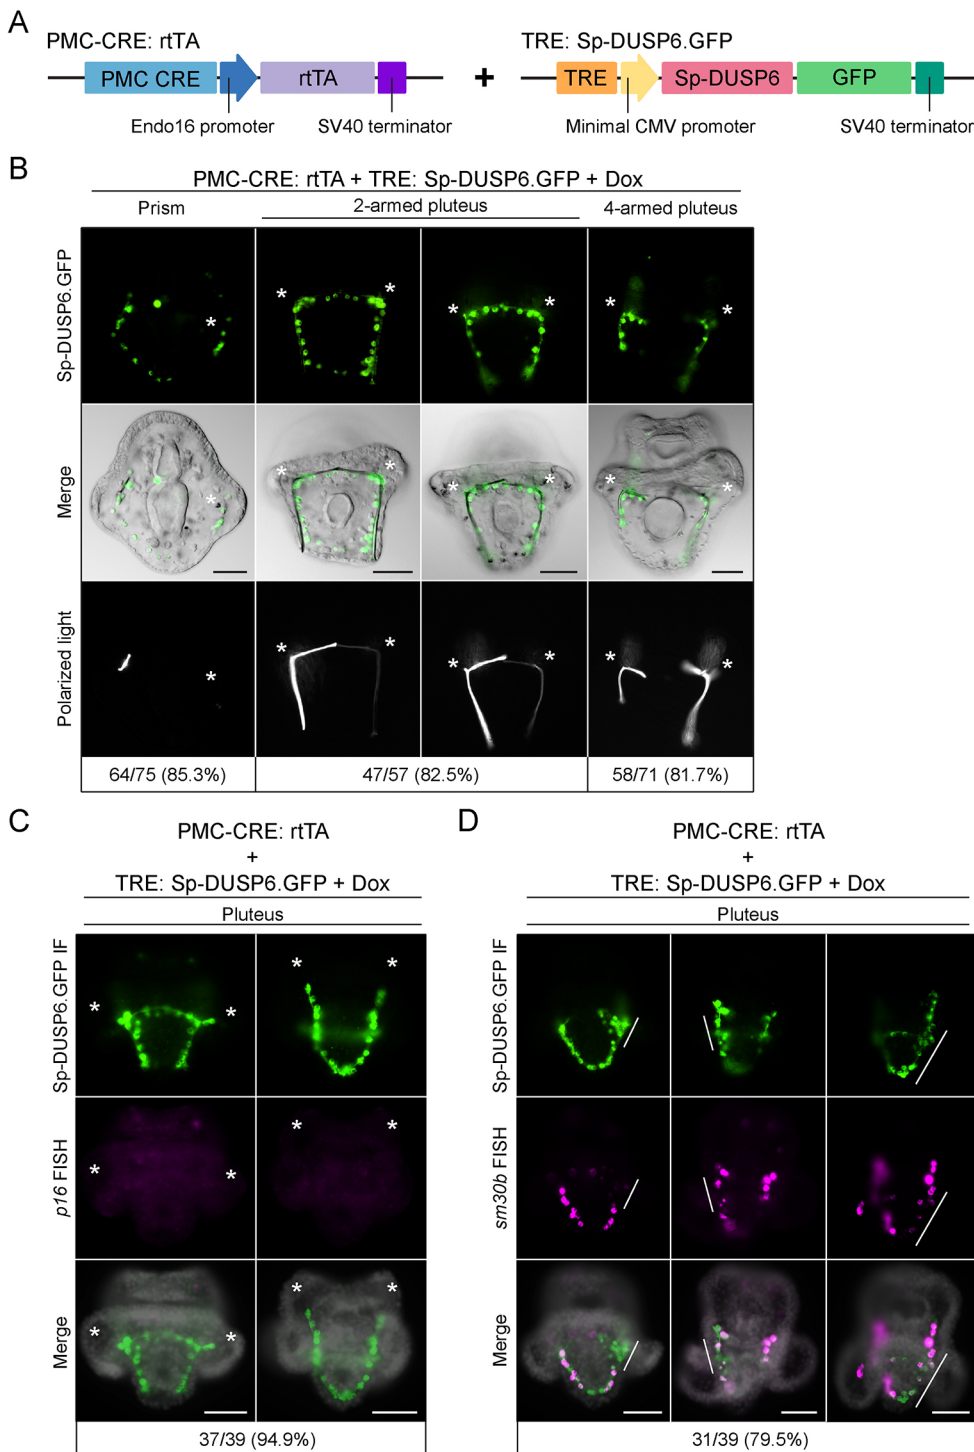 A
PMC-CRE: rtTA
TRE: Sp-DUSP6.GFP
PMC CRE
rtTA
+
TRE
Sp-DUSP6
GFP
Endo16 promoter
SV40 terminator
Minimal CMV promoter
SV40 terminator
B
PMC-CRE: rtTA + TRE: Sp-DUSP6.GFP + Dox
Prism
2-armed pluteus
4-armed pluteus
Sp-DUSP6.GFP
* * * * * * *
Merge
* * * * * * *
Polarized light
* * * * * * *
64/75 (85.3%)
47/57 (82.5%)
58/71 (81.7%)
C
PMC-CRE: rtTA
+
TRE: Sp-DUSP6.GFP + Dox
Pluteus
Sp-DUSP6.GFP IF
* * * *
p16 FISH
* * * *
Merge
* * * *
37/39 (94.9%)
D
PMC-CRE: rtTA
+
TRE: Sp-DUSP6.GFP + Dox
Pluteus
Sp-DUSP6.GFP IF
sm30b FISH
Merge
31/39 (79.5%)